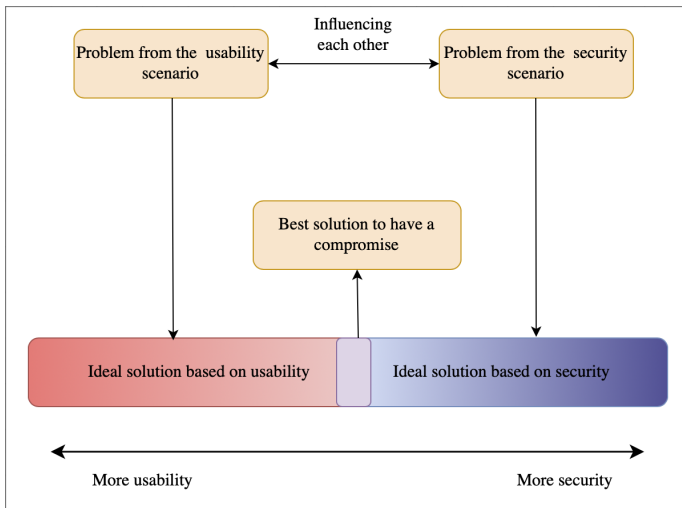 Influencing
each other
Problem from the usability
scenario
Problem from the security
scenario
Best solution to have a
compromise
Ideal solution based on usability
Ideal solution based on security
More usability
More security